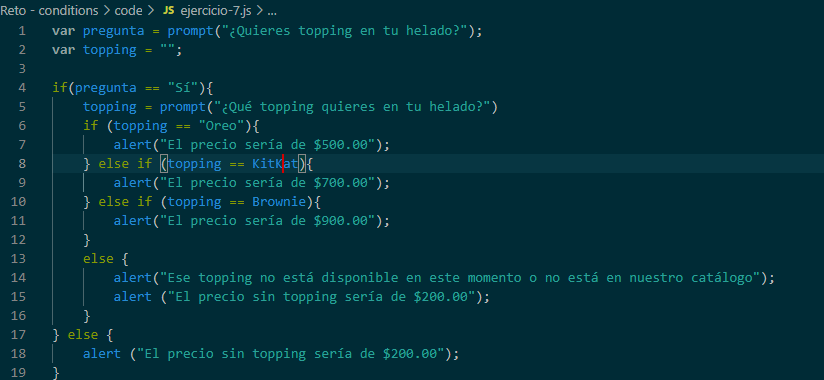 Reto - conditions > code > JS ejercicio-7.js > ...
1 var pregunta = prompt("¿Quieres topping en tu helado?");
2 var topping = "";
3
4 if(pregunta == "Sí"){
5 topping = prompt("¿Qué topping quieres en tu helado?")
6 if (topping == "Oreo"){
7 alert("El precio sería de $500.00");
8 } else if (topping == KitKat){
9 alert("El precio sería de $700.00");
10 } else if (topping == Brownie){
11 alert("El precio sería de $900.00");
12 }
13 else {
14 alert("Ese topping no está disponible en este momento o no está en nuestro catálogo");
15 alert ("El precio sin topping sería de $200.00");
16 }
17 } else {
18 alert ("El precio sin topping sería de $200.00");
19 }